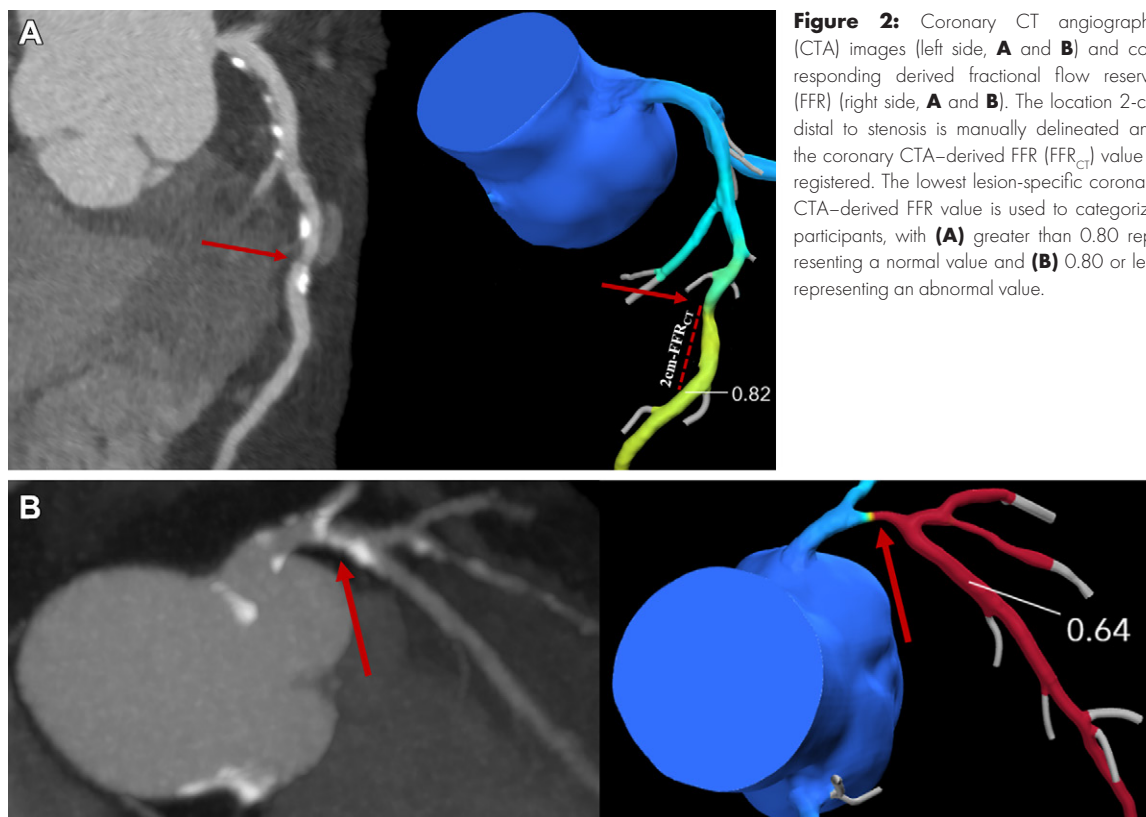 A
2cm-FFRCT
0.82
Figure 2: Coronary CT angiograph
(CTA) images (left side, A and B) and co
responding derived fractional flow reserv
(FFR) (right side, A and B). The location 2-c
distal to stenosis is manually delineated an
the coronary CTA–derived FFR (FFRCT) value
registered. The lowest lesion-specific corona
CTA–derived FFR value is used to categoriz
participants, with (A) greater than 0.80 rep
resenting a normal value and (B) 0.80 or le
representing an abnormal value.
B
0.64